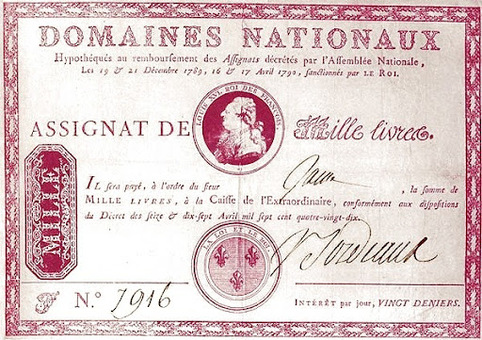 DOMAINES NATIONAUX
Hypothéqués au remboursement des Assignats décrétés par l'Assemblée Nationale,
Les 19 & 21 Décembre 1789, 16 & 17 Avril 1790, sanctionnés par LE ROI.
LOUIS XVI, ROI DES FRANÇOIS
ASSIGNAT DE Mille livres.
MILLE
IL sera payé, à l'ordre du sieur , la somme de
MILLE LIVRES, à la Caisse de l'Extraordinaire, conformément aux dispositions
du Décret des seize & dix-sept Avril mil sept cent quatre-vingt-dix.
LA LOI ET LE ROI
N.° 7916
INTÉRÊT par jour, VINGT DENIERS.